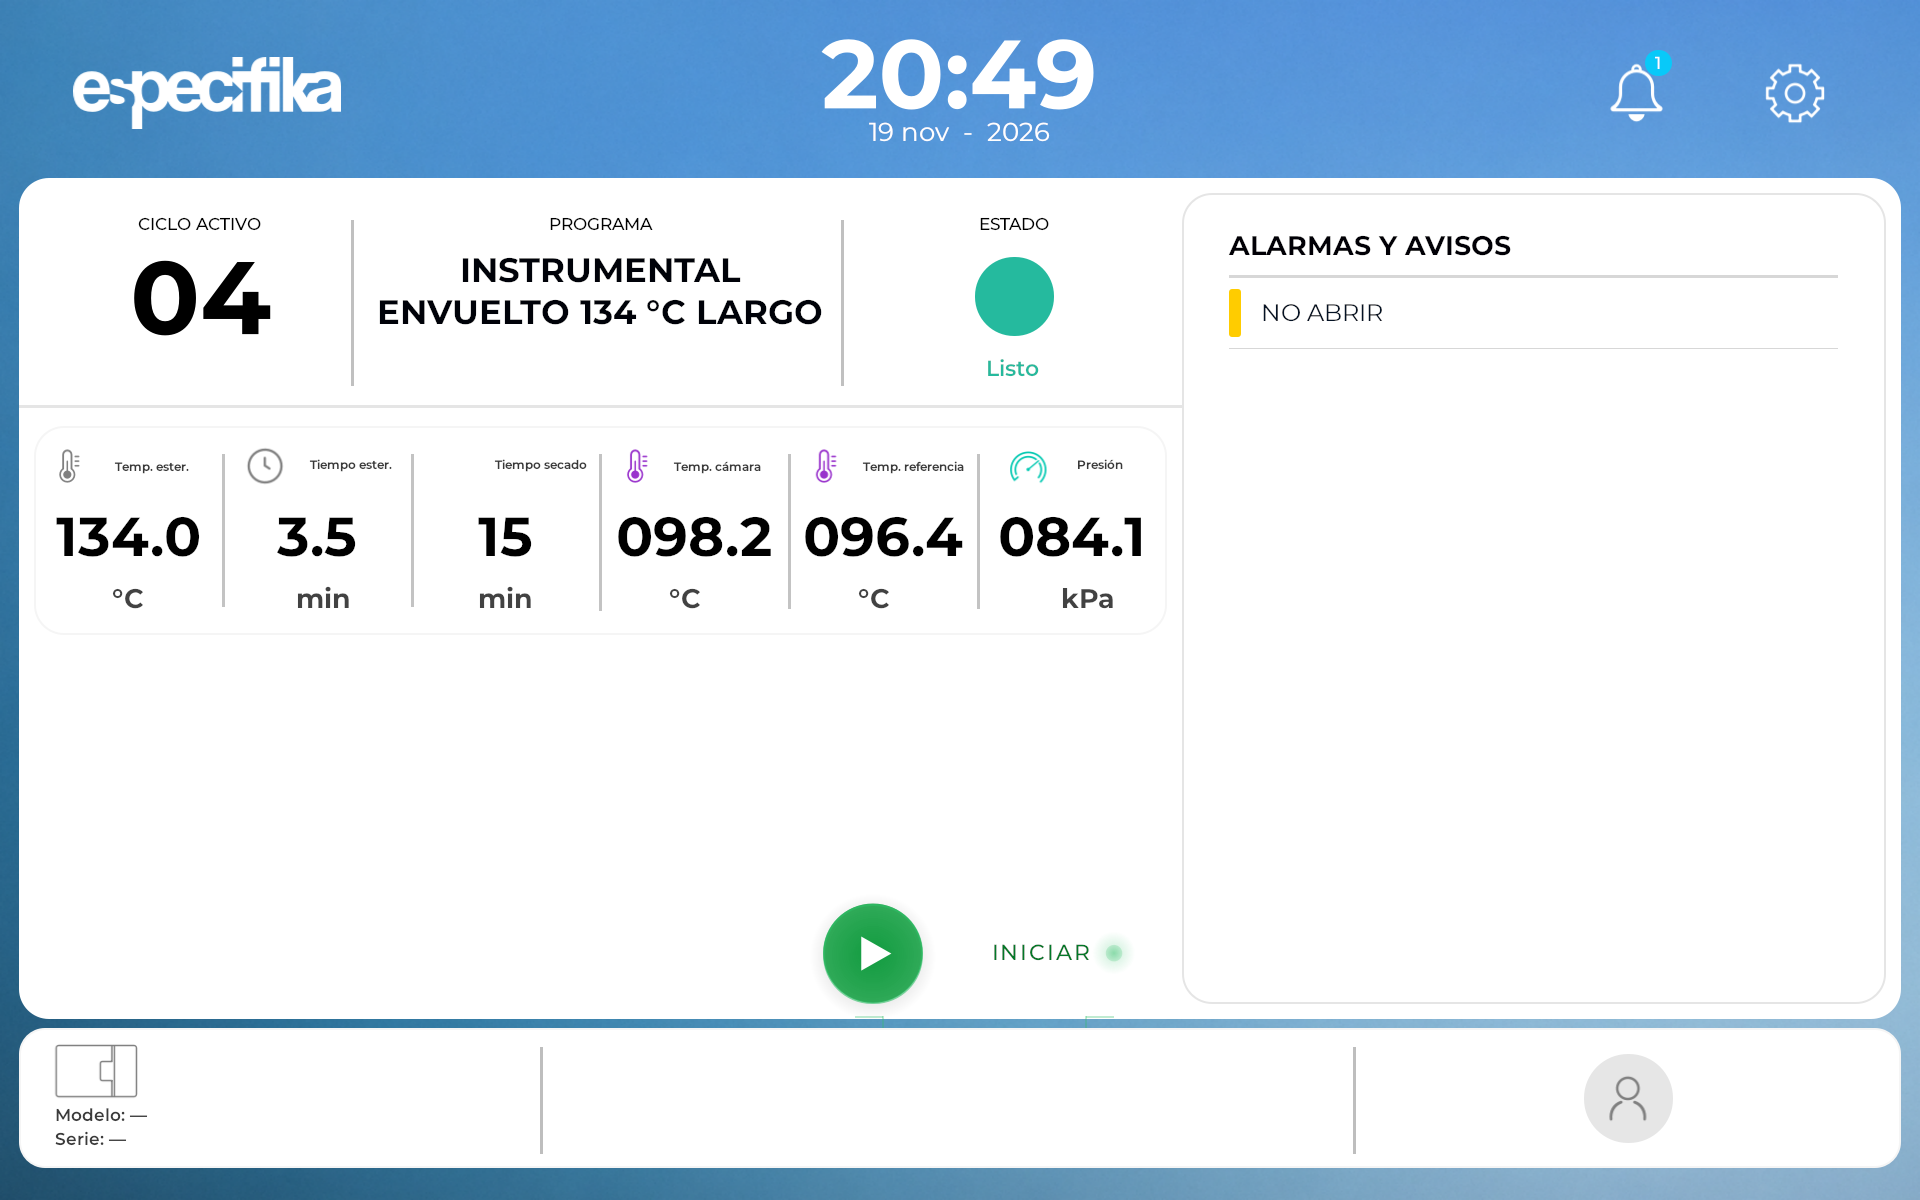 especifika
20:49
19 nov - 2026
1
CICLO ACTIVO
04
PROGRAMA
INSTRUMENTAL
ENVUELTO 134 °C LARGO
ESTADO
Listo
ALARMAS Y AVISOS
NO ABRIR
Temp. ester.
134.0
°C
Tiempo ester.
3.5
min
Tiempo secado
15
min
Temp. cámara
098.2
°C
Temp. referencia
096.4
°C
Presión
084.1
kPa
INICIAR
Modelo: —
Serie: —